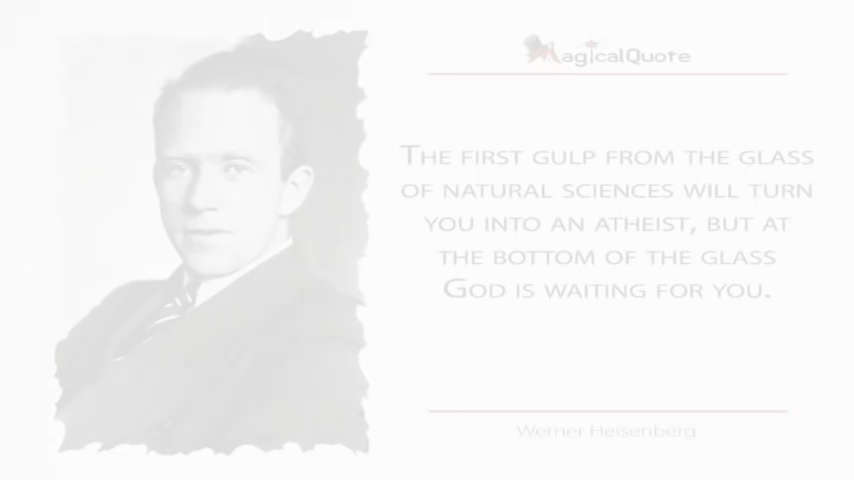 MagicalQuote
The first gulp from the glass
of natural sciences will turn
you into an atheist, but at
the bottom of the glass
God is waiting for you.
Werner Heisenberg